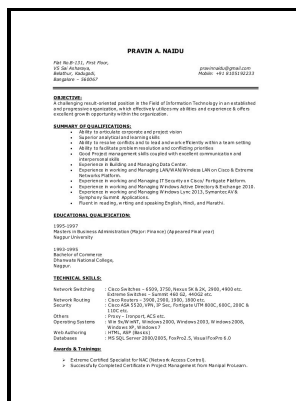 PRAVIN A. NAIDU
Flat No.B-131, First Floor,
VS Sai Ashasaya,
Belathur, Kadugodi,
Bangalore – 560067
pravinnaidu@gmail.com
Mobile: +91 8105192233
OBJECTIVE:
A challenging result-oriented position in the Field of Information Technology in an established
and progressive organization, which effectively utilizes my abilities and experience & offers
excellent growth opportunity within the organization.
SUMMARY OF QUALIFICATIONS:
• Ability to articulate corporate and project vision
• Superior analytical and learning skills
• Ability to resolve conflicts and to lead and work efficiently within a team setting
• Ability to facilitate problem resolution and conflicting priorities
• Good Project management skills coupled with excellent communication and
interpersonal skills
• Experience in Building and Managing Data Center.
• Experience in working and Managing LAN/WAN/Wireless LAN on Cisco & Extreme
Networks Platform.
• Experience in working and Managing IT Security on Cisco/ Fortigate Platform.
• Experience in working and Managing Windows Active Directory & Exchange 2010.
• Experience in working and Managing Windows Lync 2013, Symantec AV &
Symphony Summit Applications.
• Fluent in reading, writing and speaking English, Hindi, and Marathi.
EDUCATIONAL QUALIFICATION:
1995-1997
Masters in Business Administration (Major: Finance) (Appeared Final year)
Nagpur University
1993-1995
Bachelor of Commerce
Dhanwate National College,
Nagpur.
TECHNICAL SKILLS:
Network Switching : Cisco Switches – 6509, 3750, Nexus 5K & 2K, 2900, 4900 etc.
Extreme Switches – Summit 460 G2, 440G2 etc.
Network Routing : Cisco Routers – 3900, 2900, 1900, 1800 etc.
Security : Cisco ASA 5520, VPN, IP Sec, Fortigate UTM 800C, 600C, 200C &
110C etc.
Others : Proxy – Ironport, ACS etc.
Operating Systems : Win 9x/WinNT, Windows 2000, Windows 2003, Windows 2008,
Windows XP, Windows 7
Web Authoring : HTML, ASP (Basics)
Databases : MS SQL Server 2000/2005, FoxPro2.5, Visual FoxPro 6.0
Awards & Trainings:
➢ Extreme Certified Specialist for NAC (Network Access Control).
➢ Successfully Completed Certificate in Project Management from Manipal Prolearn.